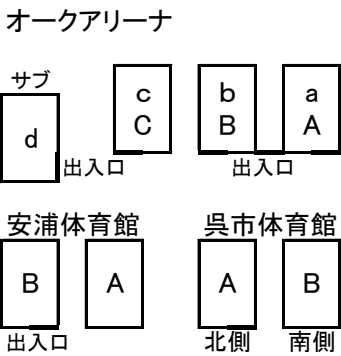 オークアリーナ
サブ
c b a
C B A
d
出入口 出入口
安浦体育館 呉市体育館
B A A B
出入口 北側 南側